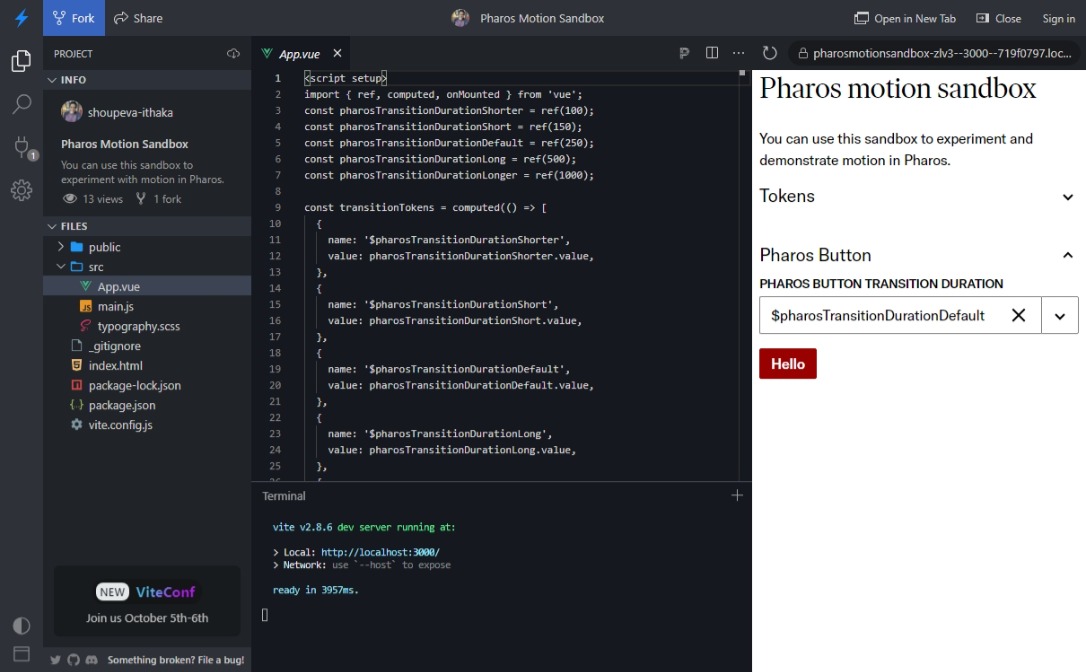 Fork
Share
Pharos Motion Sandbox
Open in New Tab
Close
Sign in
PROJECT
INFO
shoupeva-ithaka
Pharos Motion Sandbox
You can use this sandbox to
experiment with motion in Pharos.
13 views
1 fork
FILES
public
src
App.vue
main.js
typography.scss
_gitignore
index.html
package-lock.json
package.json
vite.config.js
1
NEW ViteConf
Join us October 5th-6th
Something broken? File a bug!
App.vue
1 <script setup>
2 import { ref, computed, onMounted } from 'vue';
3 const pharosTransitionDurationShorter = ref(100);
4 const pharosTransitionDurationShort = ref(150);
5 const pharosTransitionDurationDefault = ref(250);
6 const pharosTransitionDurationLong = ref(500);
7 const pharosTransitionDurationLonger = ref(1000);
8
9 const transitionTokens = computed(() => [
10 {
11 name: '$pharosTransitionDurationShorter',
12 value: pharosTransitionDurationShorter.value,
13 },
14 {
15 name: '$pharosTransitionDurationShort',
16 value: pharosTransitionDurationShort.value,
17 },
18 {
19 name: '$pharosTransitionDurationDefault',
20 value: pharosTransitionDurationDefault.value,
21 },
22 {
23 name: '$pharosTransitionDurationLong',
24 value: pharosTransitionDurationLong.value,
25 },
Terminal
vite v2.8.6 dev server running at:
> Local: http://localhost:3000/
> Network: use `--host` to expose
ready in 3957ms.
pharosmotionsandbox-zlv3--3000--719f0797.loc...
Pharos motion sandbox
You can use this sandbox to experiment and
demonstrate motion in Pharos.
Tokens
Pharos Button
PHAROS BUTTON TRANSITION DURATION
$pharosTransitionDurationDefault
Hello